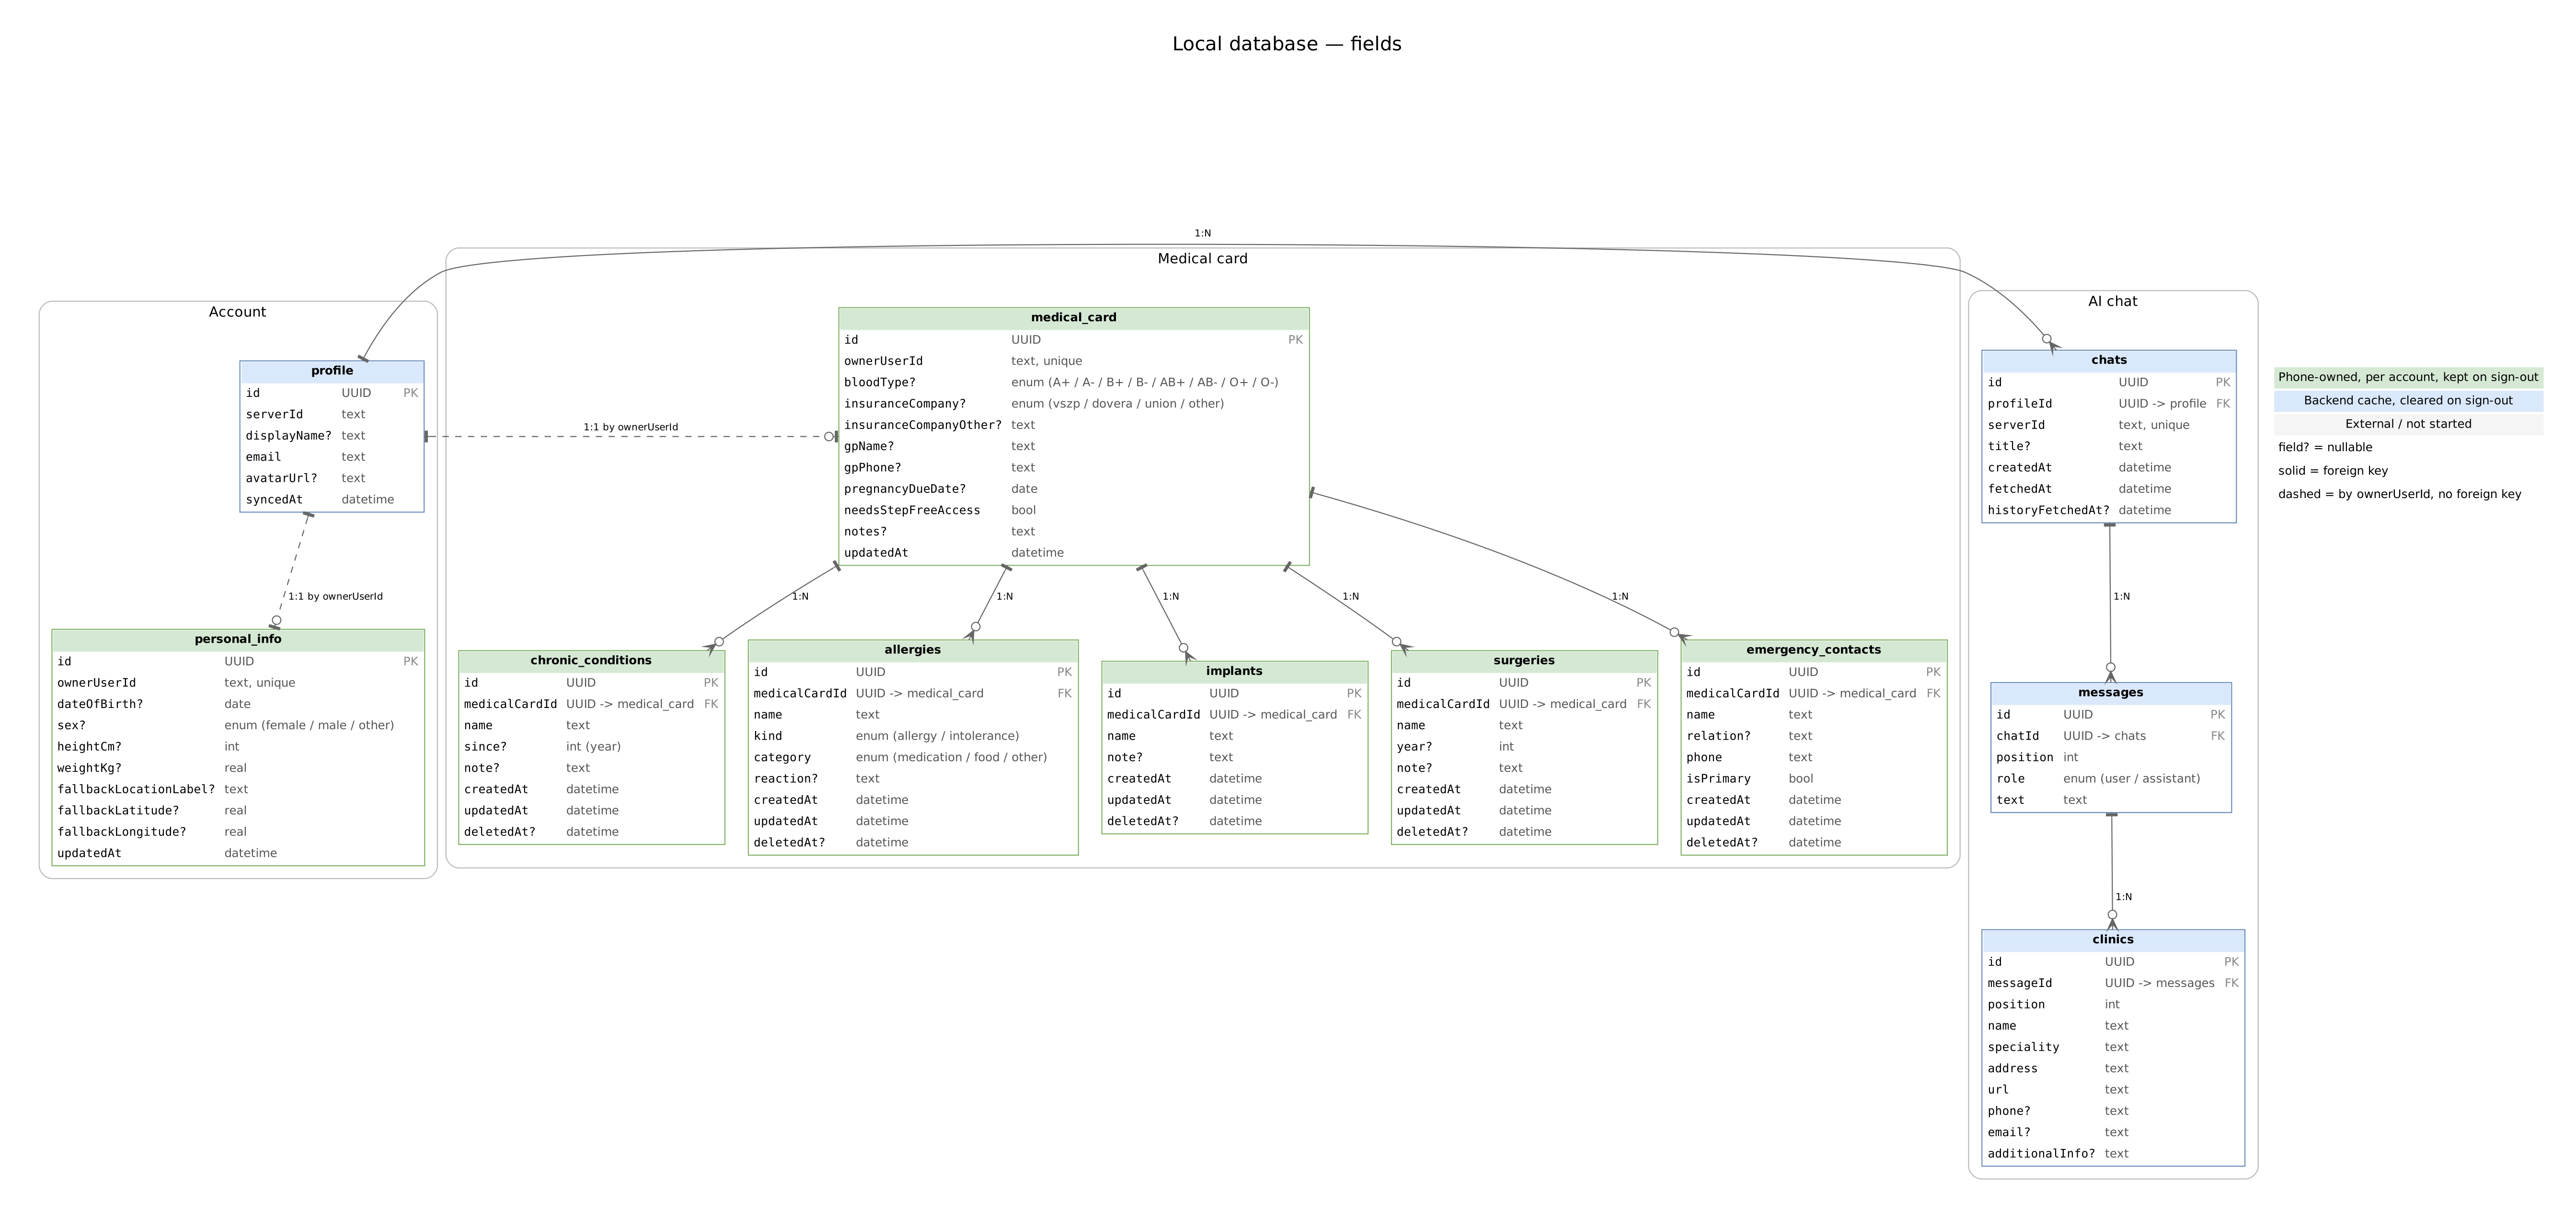 Local database — fields
1:N
Account
profile
id UUID PK
serverId text
displayName? text
email text
avatarUrl? text
syncedAt datetime
1:1 by ownerUserId
personal_info
id UUID PK
ownerUserId text, unique
dateOfBirth? date
sex? enum (female / male / other)
heightCm? int
weightKg? real
fallbackLocationLabel? text
fallbackLatitude? real
fallbackLongitude? real
updatedAt datetime
1:1 by ownerUserId
Medical card
medical_card
id UUID PK
ownerUserId text, unique
bloodType? enum (A+ / A- / B+ / B- / AB+ / AB- / O+ / O-)
insuranceCompany? enum (vszp / dovera / union / other)
insuranceCompanyOther? text
gpName? text
gpPhone? text
pregnancyDueDate? date
needsStepFreeAccess bool
notes? text
updatedAt datetime
1:N
1:N
1:N
1:N
1:N
chronic_conditions
id UUID PK
medicalCardId UUID -> medical_card FK
name text
since? int (year)
note? text
createdAt datetime
updatedAt datetime
deletedAt? datetime
allergies
id UUID PK
medicalCardId UUID -> medical_card FK
name text
kind enum (allergy / intolerance)
category enum (medication / food / other)
reaction? text
createdAt datetime
updatedAt datetime
deletedAt? datetime
implants
id UUID PK
medicalCardId UUID -> medical_card FK
name text
note? text
createdAt datetime
updatedAt datetime
deletedAt? datetime
surgeries
id UUID PK
medicalCardId UUID -> medical_card FK
name text
year? int
note? text
createdAt datetime
updatedAt datetime
deletedAt? datetime
emergency_contacts
id UUID PK
medicalCardId UUID -> medical_card FK
name text
relation? text
phone text
isPrimary bool
createdAt datetime
updatedAt datetime
deletedAt? datetime
AI chat
chats
id UUID PK
profileId UUID -> profile FK
serverId text, unique
title? text
createdAt datetime
fetchedAt datetime
historyFetchedAt? datetime
1:N
messages
id UUID PK
chatId UUID -> chats FK
position int
role enum (user / assistant)
text text
1:N
clinics
id UUID PK
messageId UUID -> messages FK
position int
name text
speciality text
address text
url text
phone? text
email? text
additionalInfo? text
Phone-owned, per account, kept on sign-out
Backend cache, cleared on sign-out
External / not started
field? = nullable
solid = foreign key
dashed = by ownerUserId, no foreign key